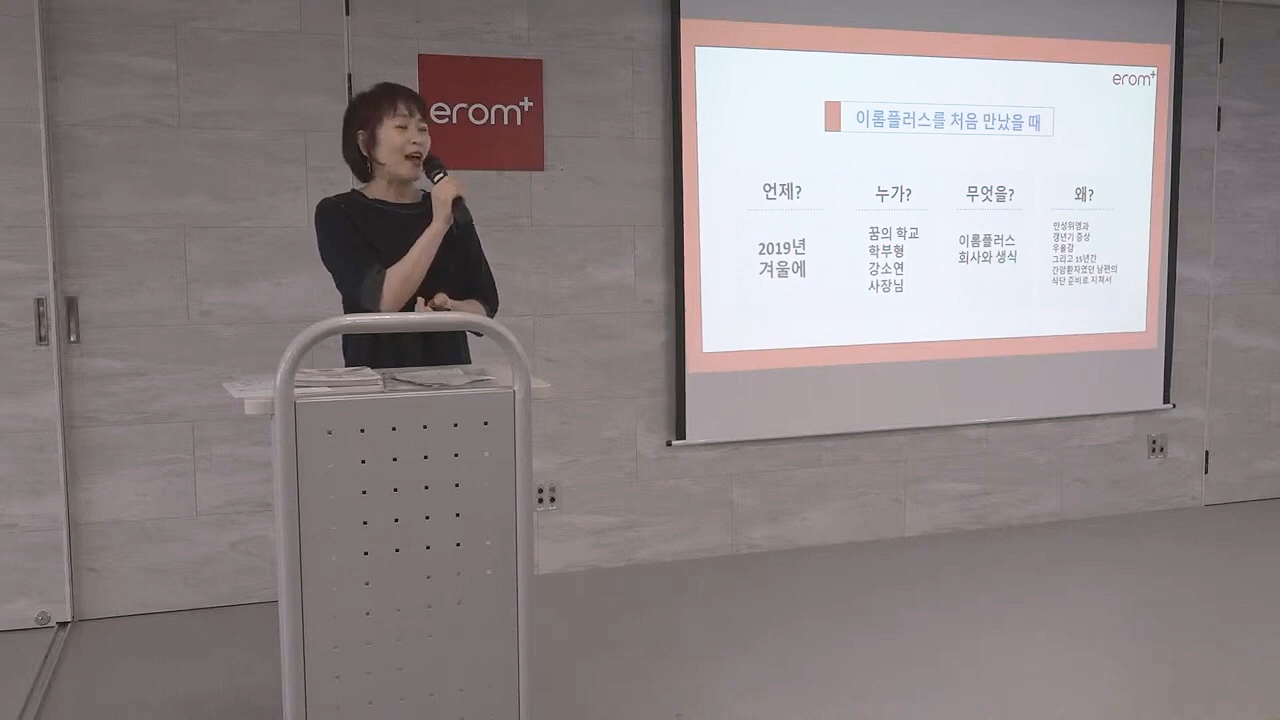 erom+
erom+
이롬플러스를 처음 만났을 때
언제?
2019년
겨울에
누가?
꿈의 학교
학부형
강소연
사장님
무엇을?
이롬플러스
회사와 생식
왜?
만성위염과
갱년기 증상
우울감
그리고 15년간
간암환자였던 남편의
식단 준비로 지쳐서